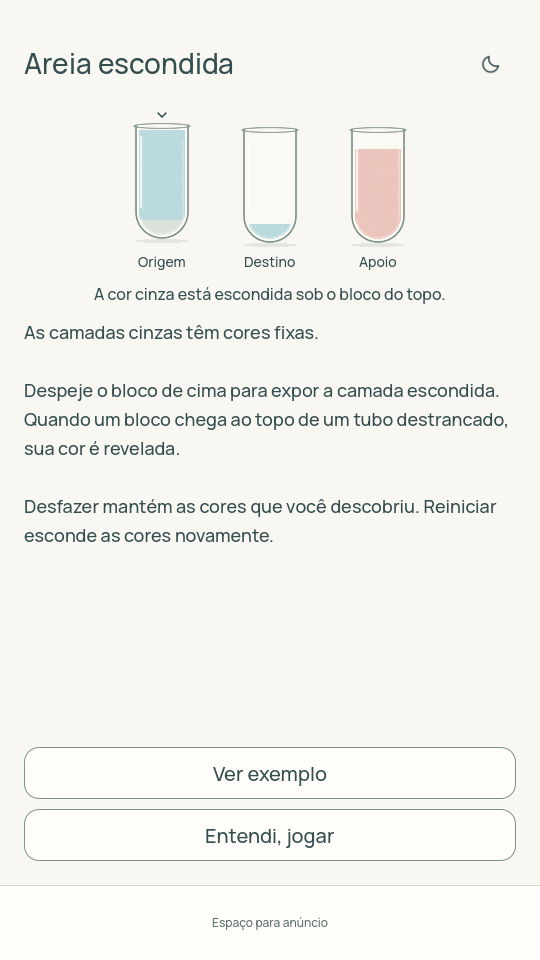 Areia escondida
Origem
Destino
Apoio
A cor cinza está escondida sob o bloco do topo.
As camadas cinzas têm cores fixas.
Despeje o bloco de cima para expor a camada escondida.
Quando um bloco chega ao topo de um tubo destrancado,
sua cor é revelada.
Desfazer mantém as cores que você descobriu. Reiniciar
esconde as cores novamente.
Ver exemplo
Entendi, jogar
Espaço para anúncio